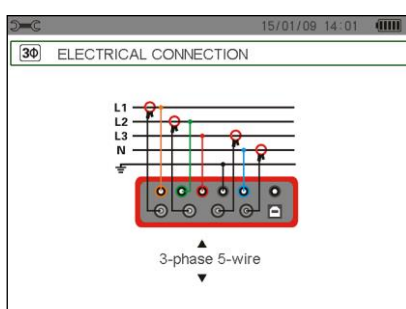 15/01/09 14:01
3Φ ELECTRICAL CONNECTION
L1
L2
L3
N
3-phase 5-wire